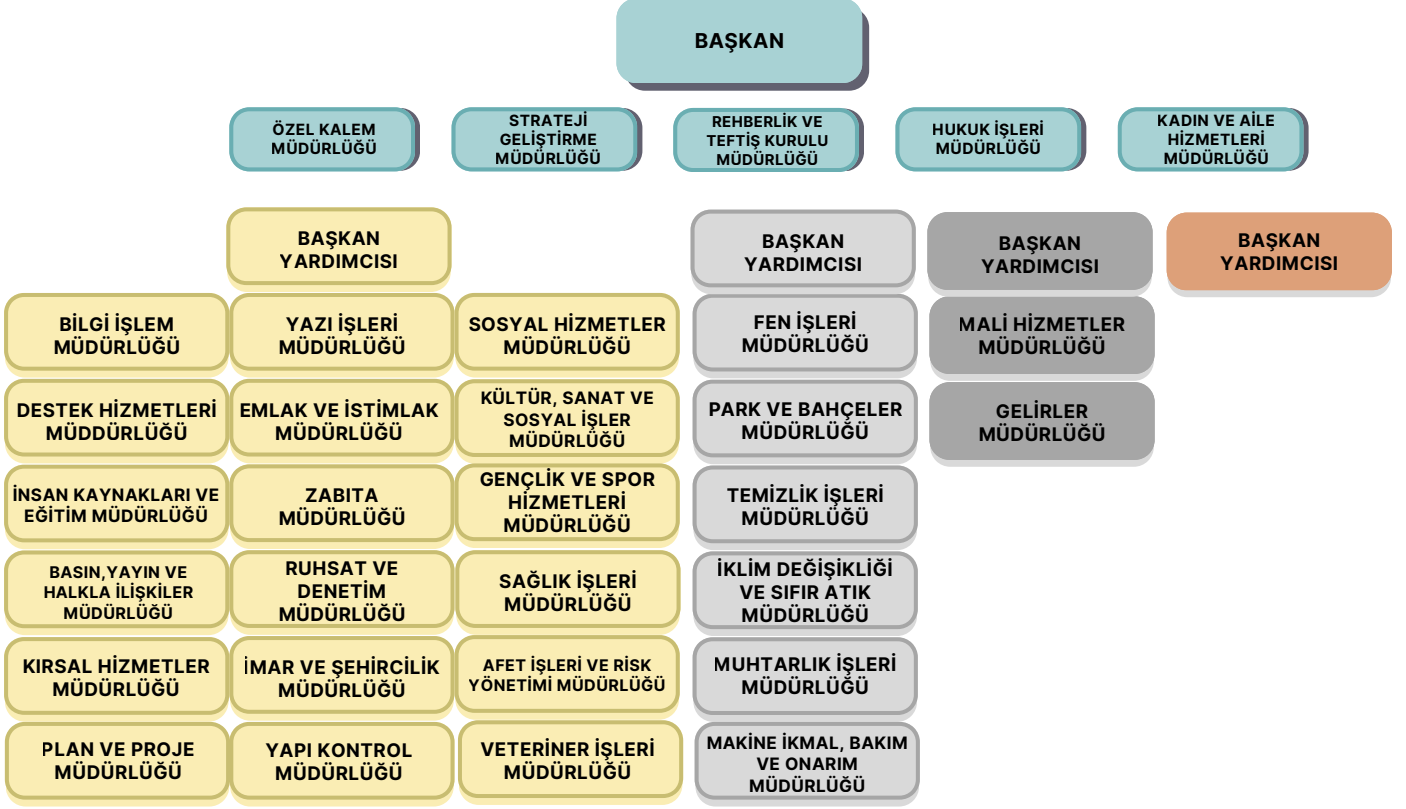 BAŞKAN
ÖZEL KALEM
MÜDÜRLÜĞÜ
STRATEJİ
GELİŞTİRME
MÜDÜRLÜĞÜ
REHBERLİK VE
TEFTİŞ KURULU
MÜDÜRLÜĞÜ
HUKUK İŞLERİ
MÜDÜRLÜĞÜ
KADIN VE AİLE
HİZMETLERİ
MÜDÜRLÜĞÜ
BAŞKAN
YARDIMCISI
BAŞKAN
YARDIMCISI
BAŞKAN
YARDIMCISI
BAŞKAN
YARDIMCISI
BİLGİ İŞLEM
MÜDÜRLÜĞÜ
YAZI İŞLERİ
MÜDÜRLÜĞÜ
SOSYAL HİZMETLER
MÜDÜRLÜĞÜ
FEN İŞLERİ
MÜDÜRLÜĞÜ
MALİ HİZMETLER
MÜDÜRLÜĞÜ
DESTEK HİZMETLERİ
MÜDDÜRLÜĞÜ
EMLAK VE İSTİMLAK
MÜDÜRLÜĞÜ
KÜLTÜR, SANAT VE
SOSYAL İŞLER
MÜDÜRLÜĞÜ
PARK VE BAHÇELER
MÜDÜRLÜĞÜ
GELİRLER
MÜDÜRLÜĞÜ
İNSAN KAYNAKLARI VE
EĞİTİM MÜDÜRLÜĞÜ
ZABITA
MÜDÜRLÜĞÜ
GENÇLİK VE SPOR
HİZMETLERİ
MÜDÜRLÜĞÜ
TEMİZLİK İŞLERİ
MÜDÜRLÜĞÜ
BASIN,YAYIN VE
HALKLA İLİŞKİLER
MÜDÜRLÜĞÜ
RUHSAT VE
DENETİM
MÜDÜRLÜĞÜ
SAĞLIK İŞLERİ
MÜDÜRLÜĞÜ
İKLİM DEĞİŞİKLİĞİ
VE SIFIR ATIK
MÜDÜRLÜĞÜ
KIRSAL HİZMETLER
MÜDÜRLÜĞÜ
İMAR VE ŞEHİRCİLİK
MÜDÜRLÜĞÜ
AFET İŞLERİ VE RİSK
YÖNETİMİ MÜDÜRLÜĞÜ
MUHTARLIK İŞLERİ
MÜDÜRLÜĞÜ
PLAN VE PROJE
MÜDÜRLÜĞÜ
YAPI KONTROL
MÜDÜRLÜĞÜ
VETERİNER İŞLERİ
MÜDÜRLÜĞÜ
MAKİNE İKMAL, BAKIM
VE ONARIM
MÜDÜRLÜĞÜ